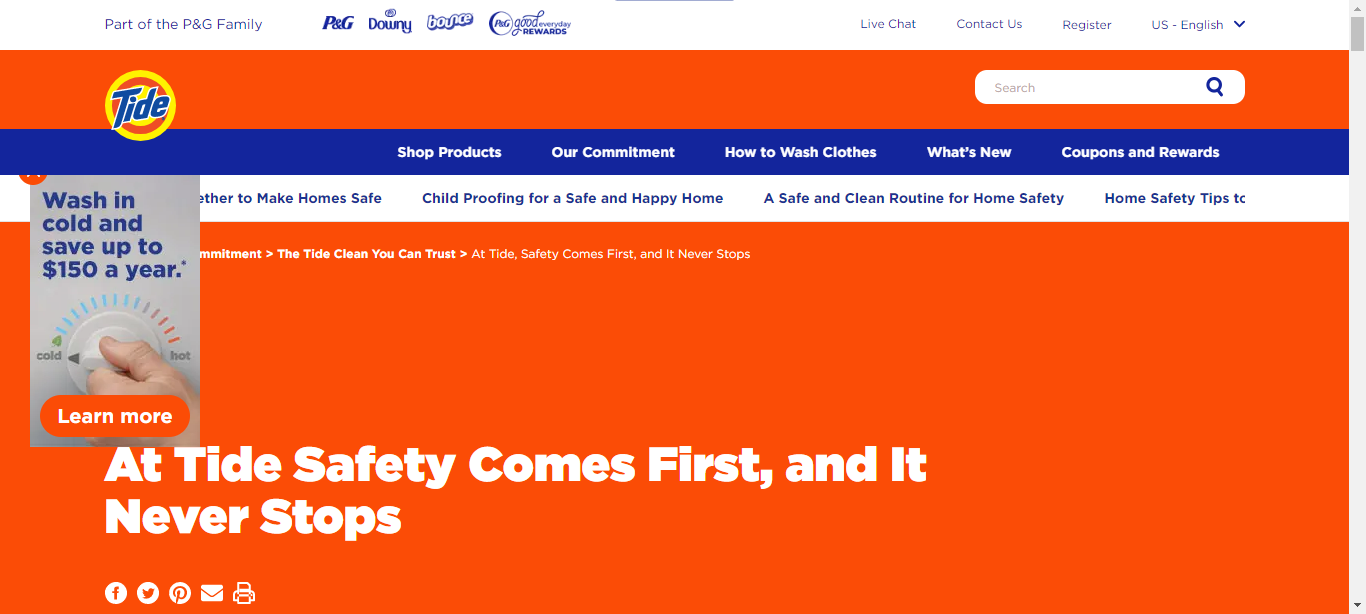 Part of the P&G Family
P&G Downy bounce P&G good everyday REWARDS
Live Chat Contact Us Register US - English
Tide
Search
Shop Products Our Commitment How to Wash Clothes What's New Coupons and Rewards
ether to Make Homes Safe Child Proofing for a Safe and Happy Home A Safe and Clean Routine for Home Safety Home Safety Tips to
mmitment > The Tide Clean You Can Trust > At Tide, Safety Comes First, and It Never Stops
Wash in
cold and
save up to
$150 a year.*
cold hot
Learn more
At Tide Safety Comes First, and It
Never Stops